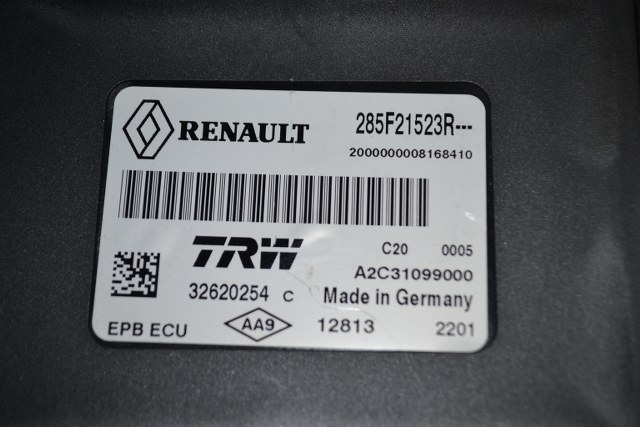 RENAULT 285F21523R---
2000000008168410
TRW C20 0005
A2C31099000
32620254 C Made in Germany
EPB ECU AA9 12813 2201